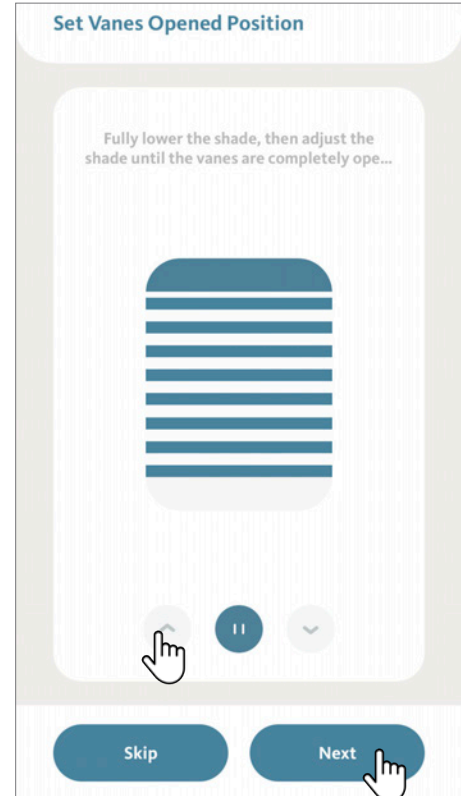 Set Vanes Opened Position
Fully lower the shade, then adjust the
shade until the vanes are completely ope...
Skip
Next